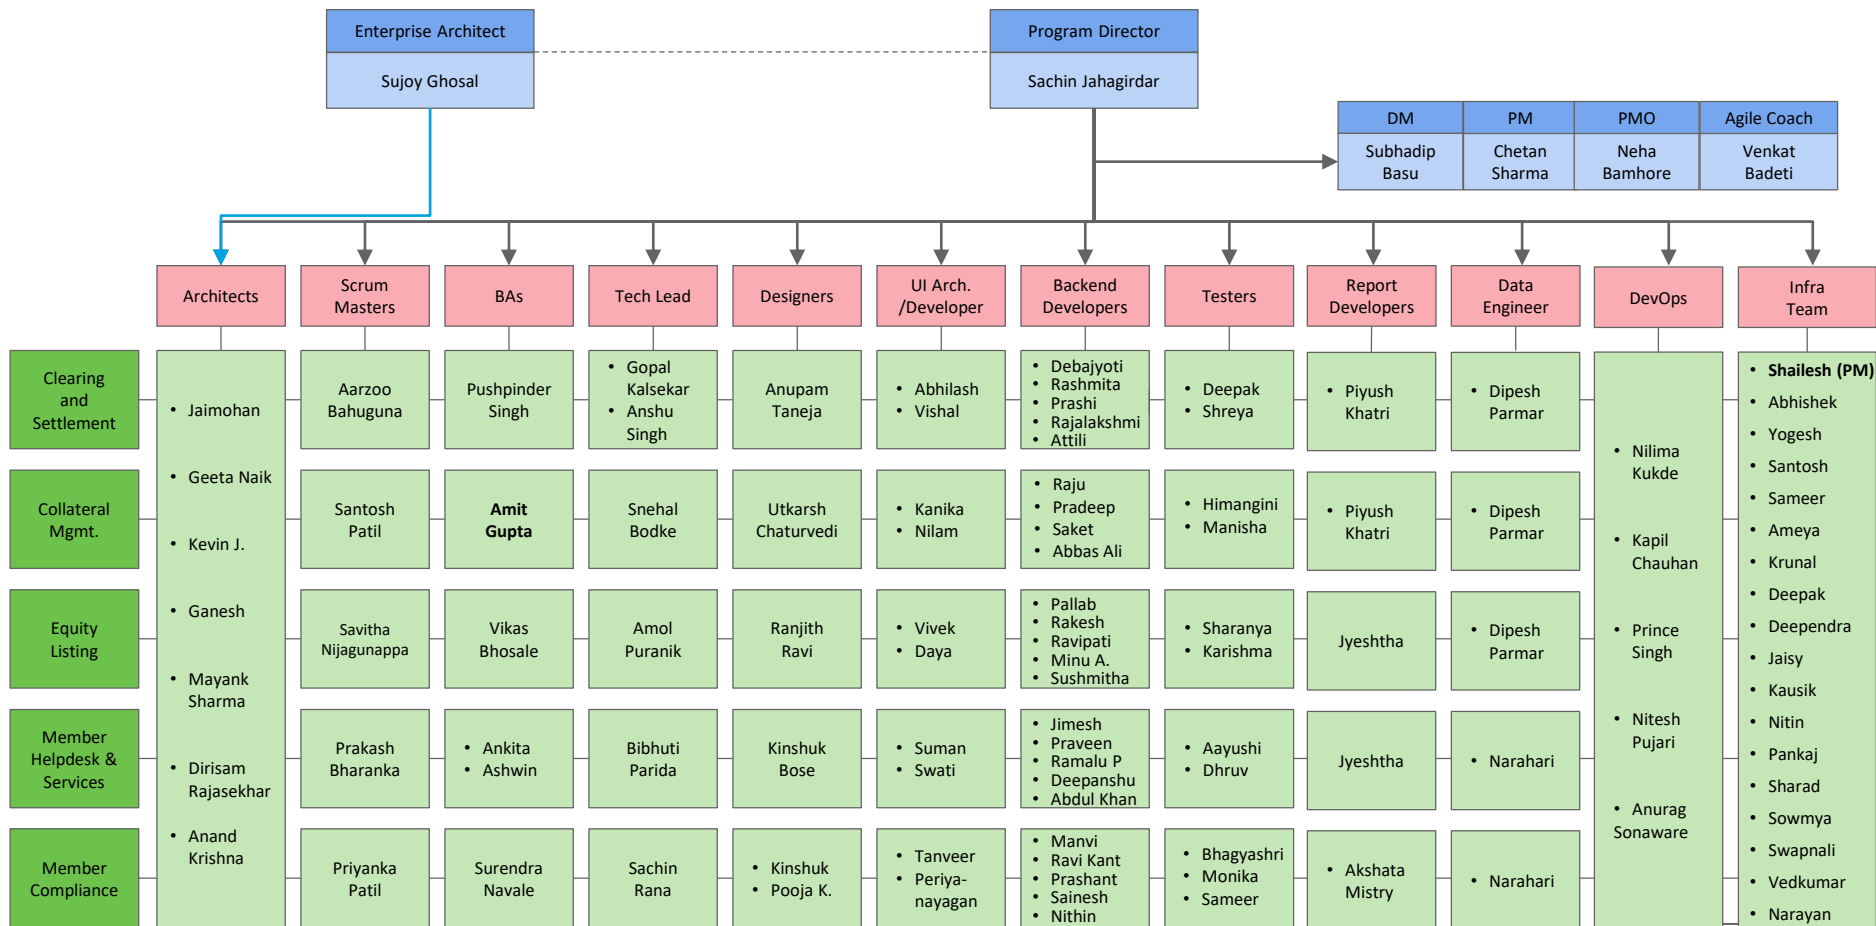 Enterprise Architect
Sujoy Ghosal
Program Director
Sachin Jahagirdar
DM
Subhadip
Basu
PM
Chetan
Sharma
PMO
Neha
Bamhore
Agile Coach
Venkat
Badeti
Architects
Scrum
Masters
BAs
Tech Lead
Designers
UI Arch.
/Developer
Backend
Developers
Testers
Report
Developers
Data
Engineer
DevOps
Infra
Team
• Jaimohan
• Geeta Naik
• Kevin J.
• Ganesh
• Mayank
Sharma
• Dirisam
Rajasekhar
• Anand
Krishna
Clearing
and
Settlement
Aarzoo
Bahuguna
Pushpinder
Singh
• Gopal
Kalsekar
• Anshu
Singh
Anupam
Taneja
• Abhilash
• Vishal
• Debajyoti
• Rashmita
• Prashi
• Rajalakshmi
• Attili
• Deepak
• Shreya
• Piyush
Khatri
• Dipesh
Parmar
Collateral
Mgmt.
Santosh
Patil
Amit
Gupta
Snehal
Bodke
Utkarsh
Chaturvedi
• Kanika
• Nilam
• Raju
• Pradeep
• Saket
• Abbas Ali
• Himangini
• Manisha
• Piyush
Khatri
• Dipesh
Parmar
Equity
Listing
Savitha
Nijagunappa
Vikas
Bhosale
Amol
Puranik
Ranjith
Ravi
• Vivek
• Daya
• Pallab
• Rakesh
• Ravipati
• Minu A.
• Sushmitha
• Sharanya
• Karishma
Jyeshtha
• Dipesh
Parmar
Member
Helpdesk &
Services
Prakash
Bharanka
• Ankita
• Ashwin
Bibhuti
Parida
Kinshuk
Bose
• Suman
• Swati
• Jimesh
• Praveen
• Ramalu P
• Deepanshu
• Abdul Khan
• Aayushi
• Dhruv
Jyeshtha
• Narahari
Member
Compliance
Priyanka
Patil
Surendra
Navale
Sachin
Rana
• Kinshuk
• Pooja K.
• Tanveer
• Periya-
nayagan
• Manvi
• Ravi Kant
• Prashant
• Sainesh
• Nithin
• Bhagyashri
• Monika
• Sameer
• Akshata
Mistry
• Narahari
• Nilima
Kukde
• Kapil
Chauhan
• Prince
Singh
• Nitesh
Pujari
• Anurag
Sonaware
• Shailesh (PM)
• Abhishek
• Yogesh
• Santosh
• Sameer
• Ameya
• Krunal
• Deepak
• Deependra
• Jaisy
• Kausik
• Nitin
• Pankaj
• Sharad
• Sowmya
• Swapnali
• Vedkumar
• Narayan